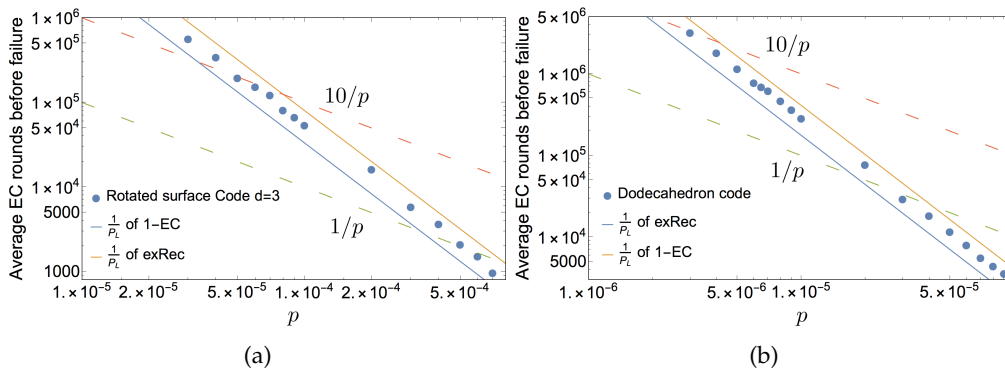 Average EC rounds before failure
1.×10⁶
5×10⁵
1×10⁵
5×10⁴
1×10⁴
5000
1000
10/p
1/p
Rotated surface Code d=3
1/P_L of 1−EC
1/P_L of exRec
1.×10⁻⁵
2.×10⁻⁵
5.×10⁻⁵
1.×10⁻⁴
2.×10⁻⁴
5.×10⁻⁴
p
(a)
Average EC rounds before failure
5×10⁶
1×10⁶
5×10⁵
1×10⁵
5×10⁴
1×10⁴
5000
10/p
1/p
Dodecahedron code
1/P_L of exRec
1/P_L of 1−EC
1.×10⁻⁶
5.×10⁻⁶
1.×10⁻⁵
5.×10⁻⁵
p
(b)